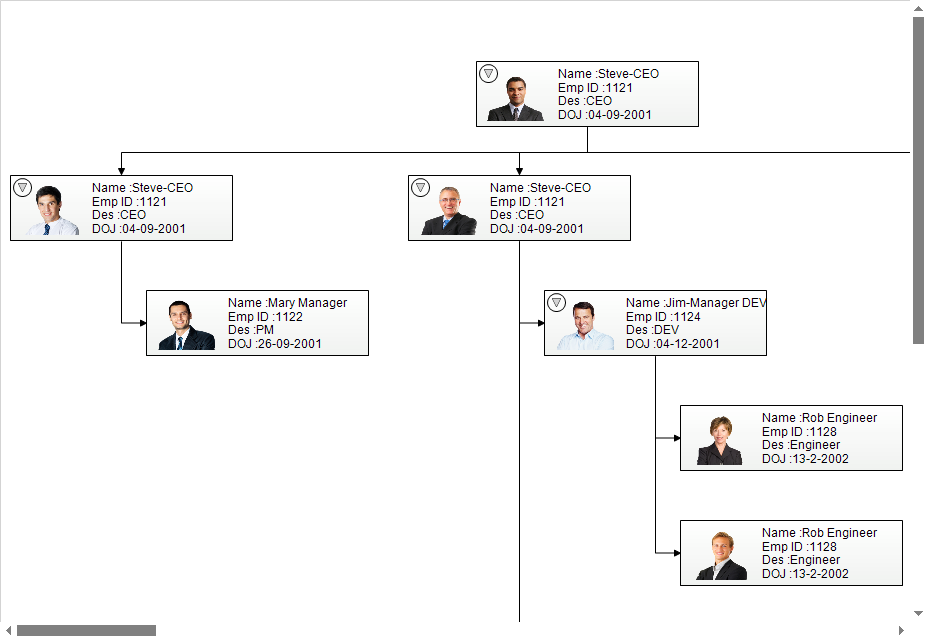 Name :Steve-CEO
Emp ID :1121
Des :CEO
DOJ :04-09-2001
Name :Steve-CEO
Emp ID :1121
Des :CEO
DOJ :04-09-2001
Name :Steve-CEO
Emp ID :1121
Des :CEO
DOJ :04-09-2001
Name :Mary Manager
Emp ID :1122
Des :PM
DOJ :26-09-2001
Name :Jim-Manager DEV
Emp ID :1124
Des :DEV
DOJ :04-12-2001
Name :Rob Engineer
Emp ID :1128
Des :Engineer
DOJ :13-2-2002
Name :Rob Engineer
Emp ID :1128
Des :Engineer
DOJ :13-2-2002